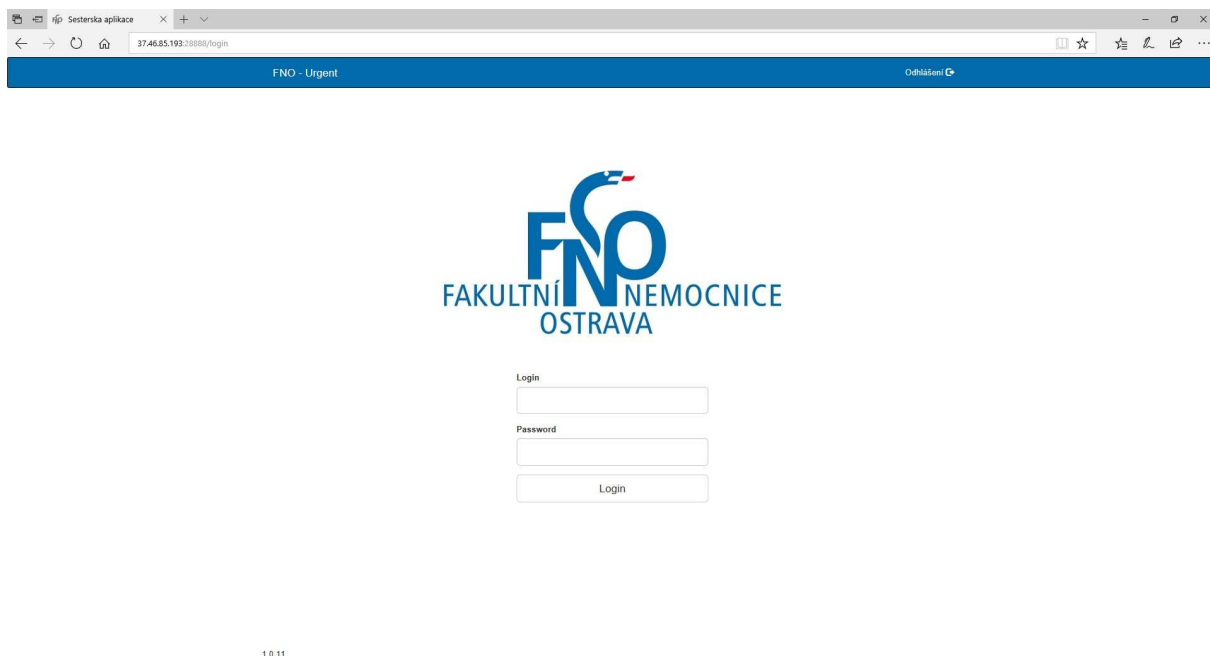 Sesterska aplikace
37.46.85.193:28888/login
FNO - Urgent
Odhlášení
FNO
FAKULTNÍ NEMOCNICE
OSTRAVA
Login
Password
Login
1.0.11